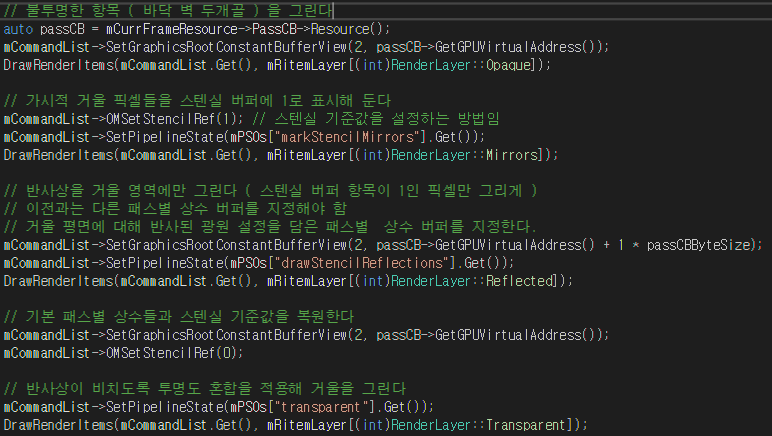 // 불투명한 항목 ( 바닥 벽 두개골 ) 을 그린다
auto passCB = mCurrFrameResource->PassCB->Resource();
mCommandList->SetGraphicsRootConstantBufferView(2, passCB->GetGPUVirtualAddress());
DrawRenderItems(mCommandList.Get(), mRitemLayer[(int)RenderLayer::Opaque]);
// 가시적 거울 픽셀들을 스텐실 버퍼에 1로 표시해 둔다
mCommandList->OMSetStencilRef(1); // 스텐실 기준값을 설정하는 방법임
mCommandList->SetPipelineState(mPSOs["markStencilMirrors"].Get());
DrawRenderItems(mCommandList.Get(), mRitemLayer[(int)RenderLayer::Mirrors]);
// 반사상을 거울 영역에만 그린다 ( 스텐실 버퍼 항목이 1인 픽셀만 그리게 )
// 이전과는 다른 패스별 상수 버퍼를 지정해야 함
// 거울 평면에 대해 반사된 광원 설정을 담은 패스별  상수 버퍼를 지정한다.
mCommandList->SetGraphicsRootConstantBufferView(2, passCB->GetGPUVirtualAddress() + 1 * passCBByteSize);
mCommandList->SetPipelineState(mPSOs["drawStencilReflections"].Get());
DrawRenderItems(mCommandList.Get(), mRitemLayer[(int)RenderLayer::Reflected]);
// 기본 패스별 상수들과 스텐실 기준값을 복원한다
mCommandList->SetGraphicsRootConstantBufferView(2, passCB->GetGPUVirtualAddress());
mCommandList->OMSetStencilRef(0);
// 반사상이 비치도록 투명도 혼합을 적용해 거울을 그린다
mCommandList->SetPipelineState(mPSOs["transparent"].Get());
DrawRenderItems(mCommandList.Get(), mRitemLayer[(int)RenderLayer::Transparent]);